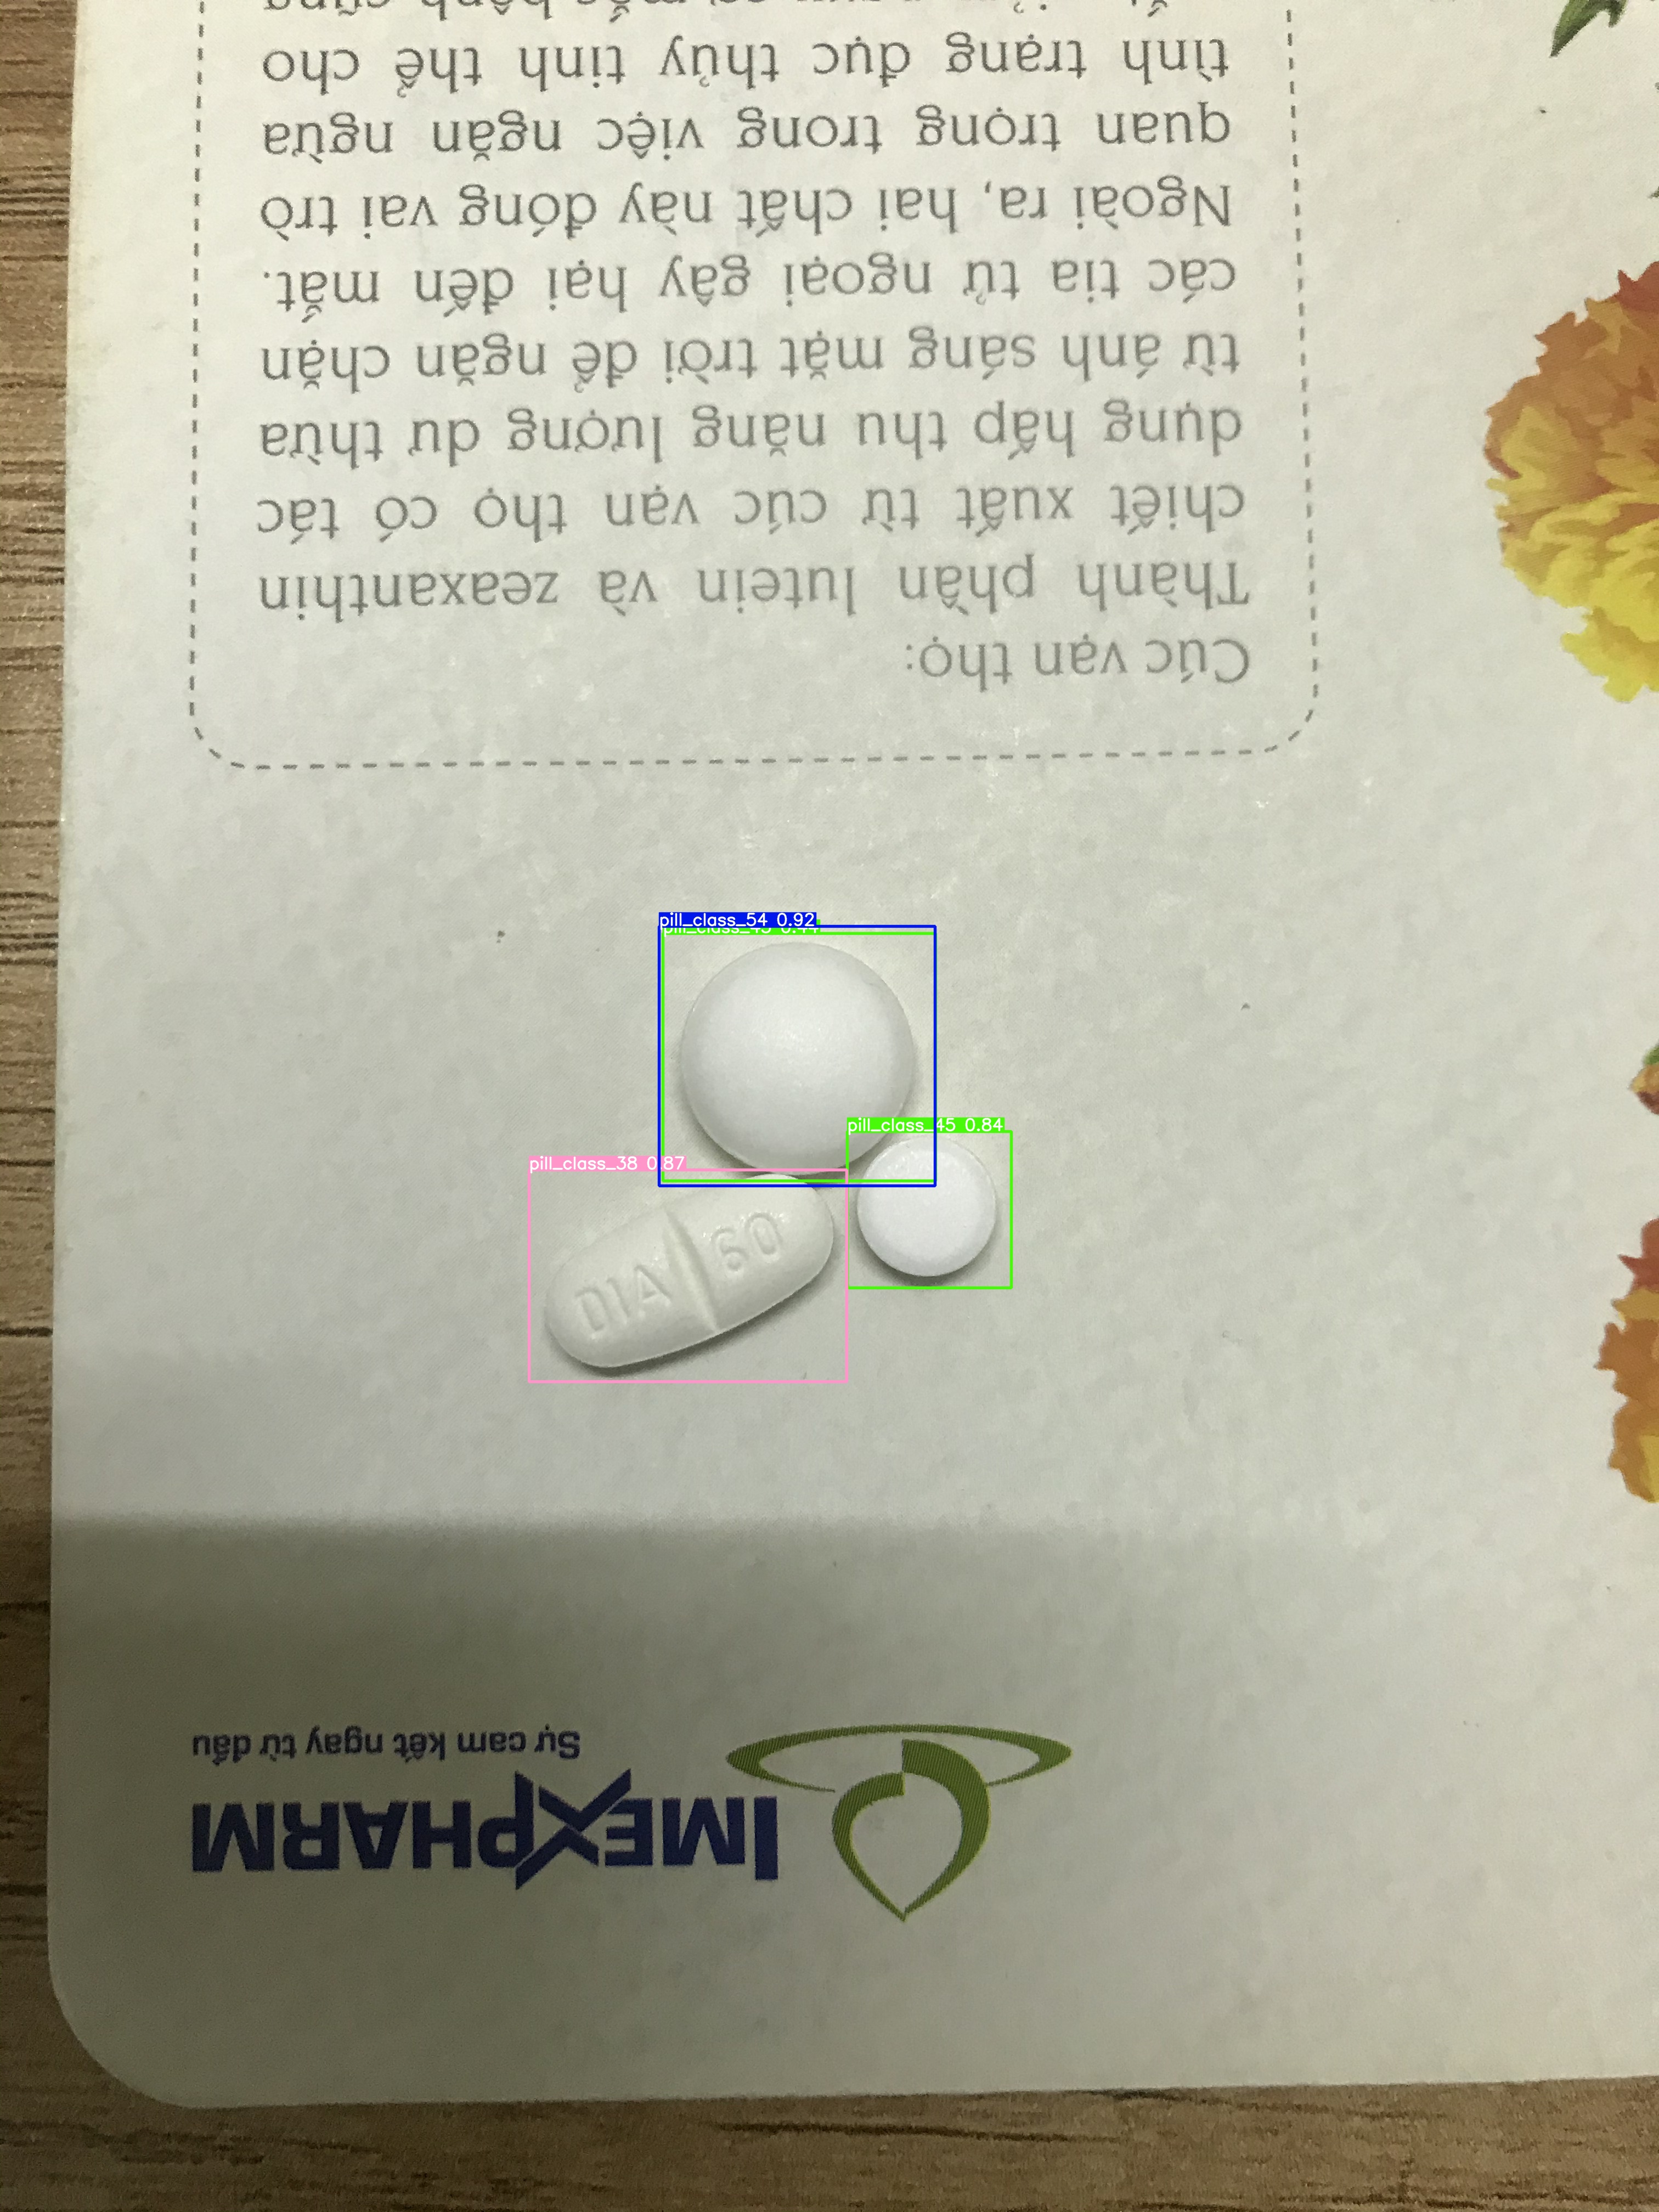 IMEXPHARM
Sự cam kết ngay từ đầu
Cúc vạn thọ:
Thành phần lutein và zeaxanthin
chiết xuất từ cúc vạn thọ có tác
dụng hấp thu năng lượng dư thừa
từ ánh sáng mặt trời để ngăn chặn
các tia tử ngoại gây hại đến mắt.
Ngoài ra, hai chất này đóng vai trò
quan trọng trong việc ngăn ngừa
tình trạng đục thủy tinh thể cho
pill_class_54 0.92
pill_class_45 0.84
pill_class_38 0.87
DIA 60